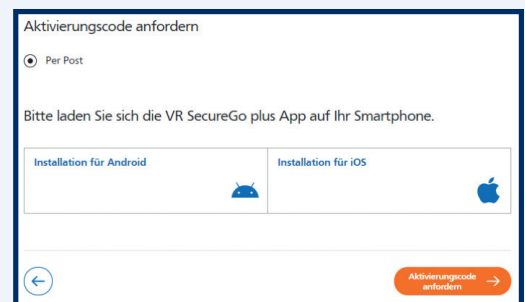 Aktivierungscode anfordern
Per Post
Bitte laden Sie sich die VR SecureGo plus App auf Ihr Smartphone.
Installation für Android
Installation für iOS
Aktivierungscode
anfordern